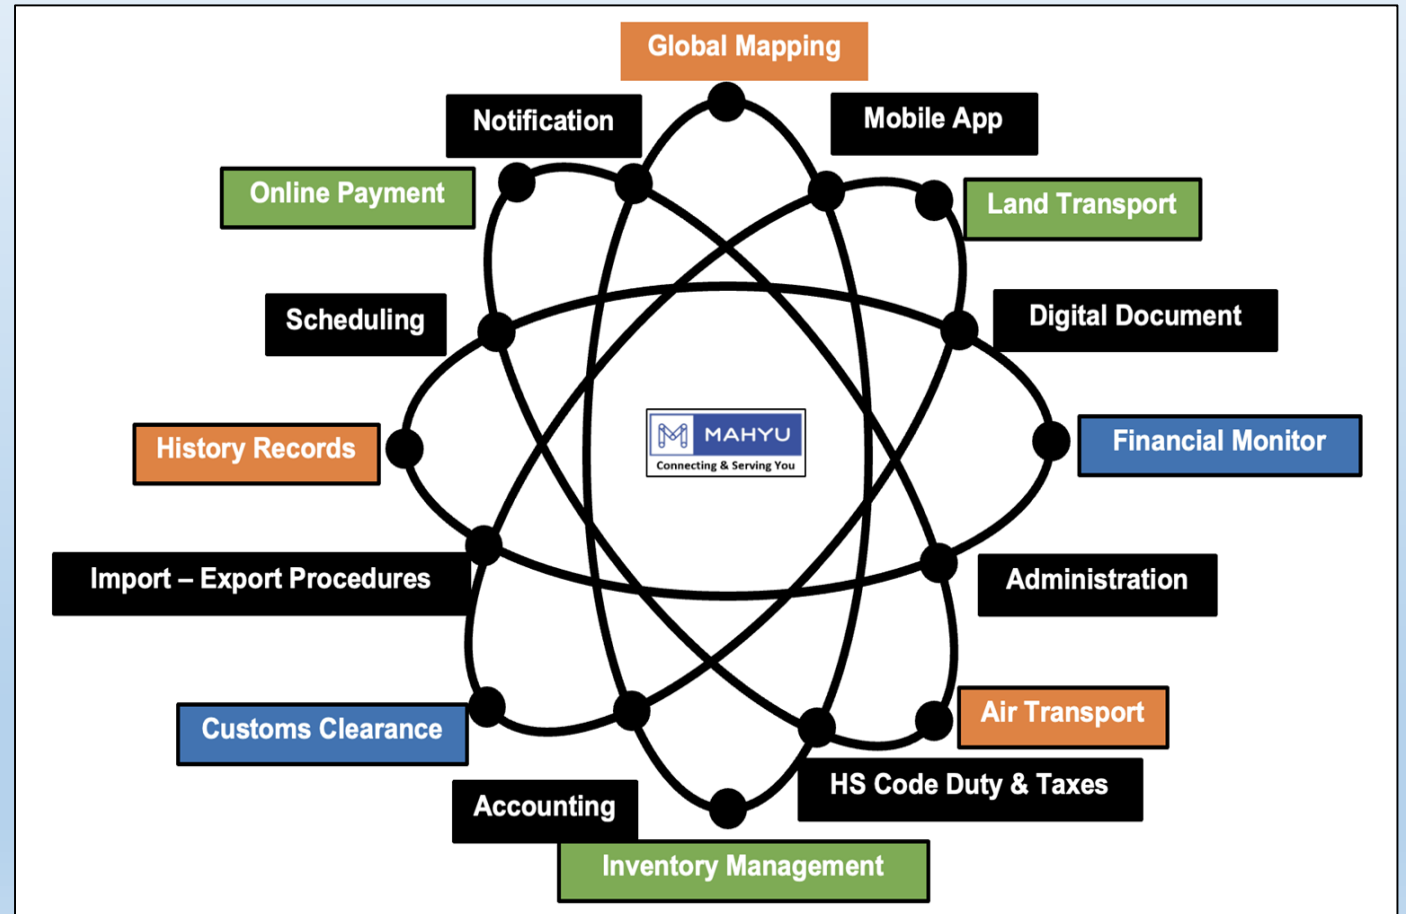 Global Mapping
Notification
Mobile App
Online Payment
Land Transport
Scheduling
Digital Document
MAHYU
Connecting & Serving You
History Records
Financial Monitor
Import – Export Procedures
Administration
Customs Clearance
Air Transport
Accounting
HS Code Duty & Taxes
Inventory Management